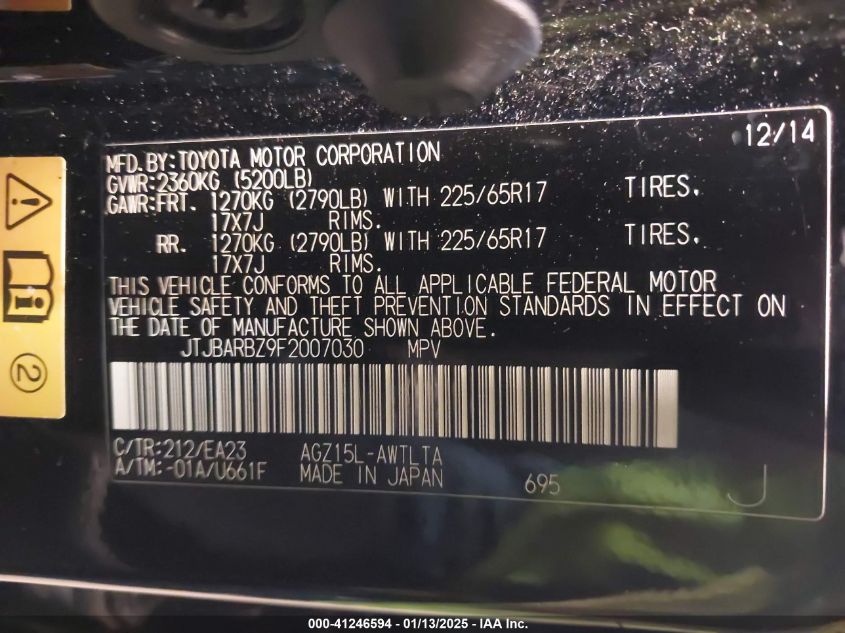 12/14
MFD. BY: TOYOTA MOTOR CORPORATION
GVWR: 2360KG (5200LB)
GAWR: FRT. 1270KG (2790LB) WITH 225/65R17 TIRES,
17X7J RIMS.
RR. 1270KG (2790LB) WITH 225/65R17 TIRES,
17X7J RIMS.
THIS VEHICLE CONFORMS TO ALL APPLICABLE FEDERAL MOTOR
VEHICLE SAFETY AND THEFT PREVENTION STANDARDS IN EFFECT ON
THE DATE OF MANUFACTURE SHOWN ABOVE.
JTJBARBZ9F2007030 MPV
C/TR: 212/EA23 AGZ15L-AWTLTA
A/TM: -01A/U661F MADE IN JAPAN 695
J
2
000-41246594 — 01/13/2025 — IAA Inc.